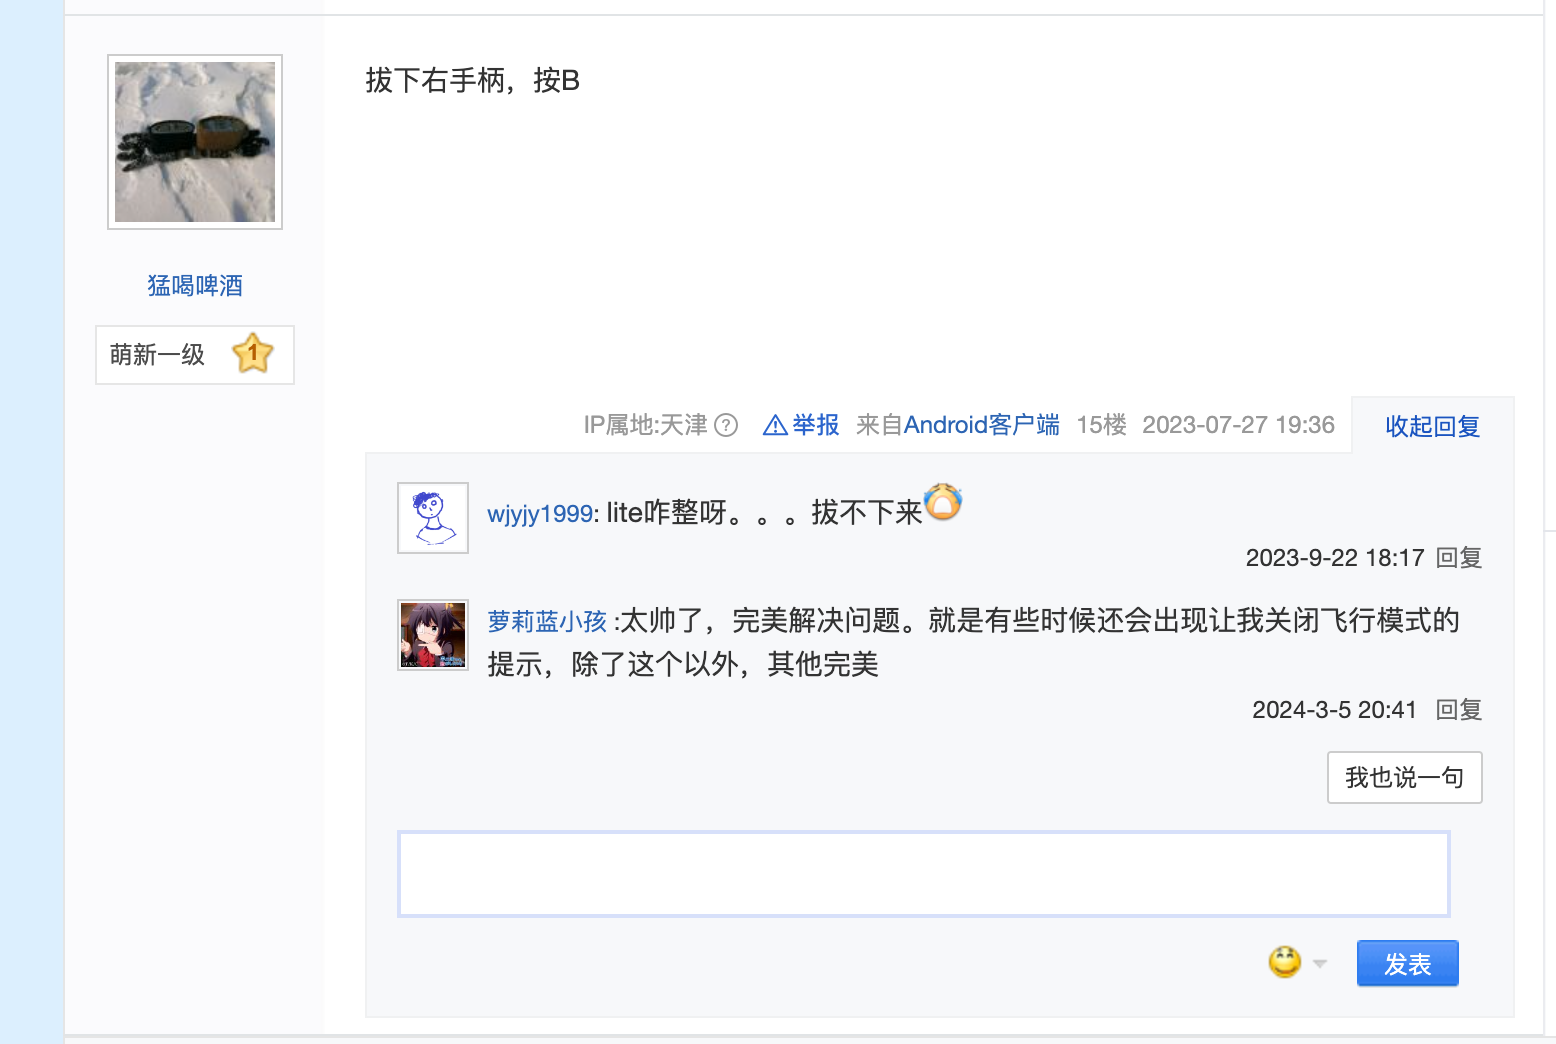 拔下右手柄，按B
猛喝啤酒
萌新一级 1
IP属地:天津 ? 举报 来自Android客户端 15楼 2023-07-27 19:36 收起回复
wjyjy1999: lite咋整呀。。。拔不下来
2023-9-22 18:17 回复
萝莉蓝小孩 :太帅了，完美解决问题。就是有些时候还会出现让我关闭飞行模式的
提示，除了这个以外，其他完美
2024-3-5 20:41 回复
我也说一句
发表